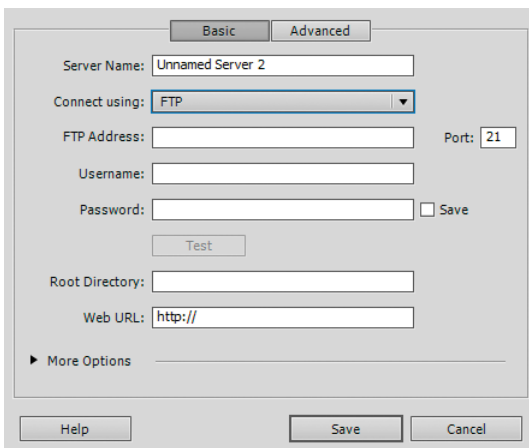 Basic Advanced
Server Name: Unnamed Server 2
Connect using: FTP
FTP Address: Port: 21
Username:
Password: Save
Test
Root Directory:
Web URL: http://
More Options
Help Save Cancel